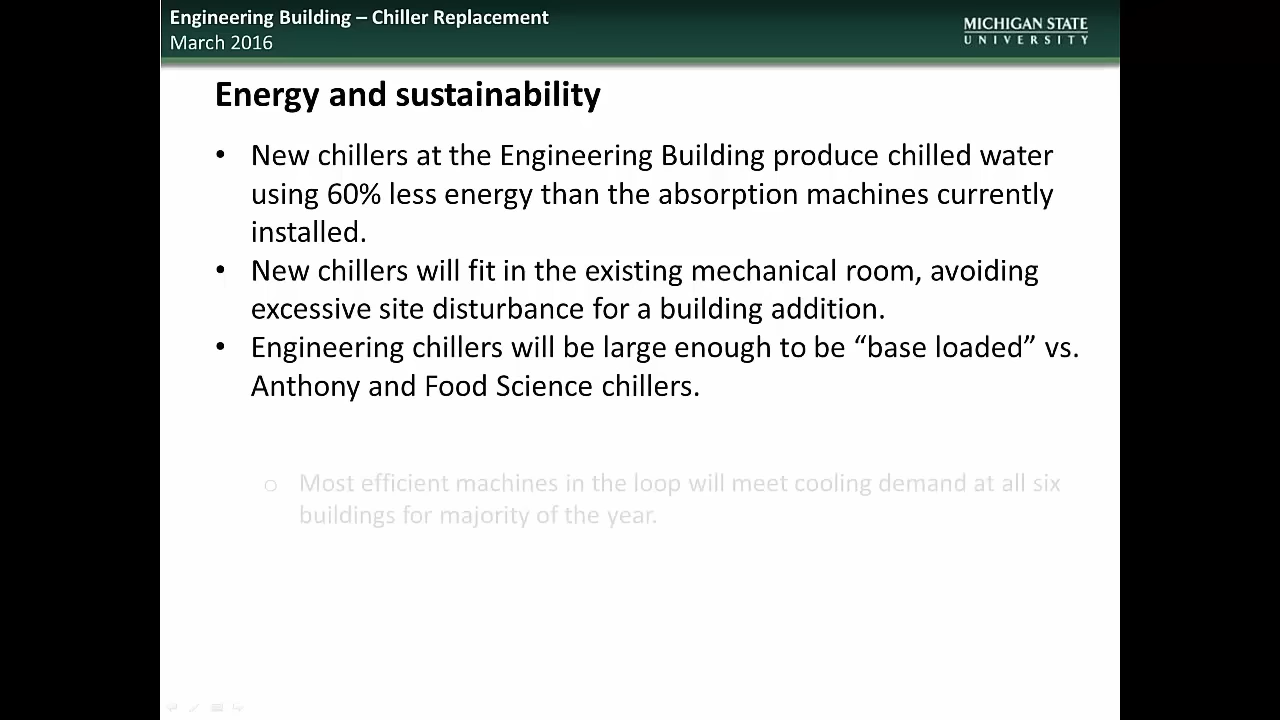 Engineering Building – Chiller Replacement
March 2016
MICHIGAN STATE
UNIVERSITY
Energy and sustainability
• New chillers at the Engineering Building produce chilled water
using 60% less energy than the absorption machines currently
installed.
• New chillers will fit in the existing mechanical room, avoiding
excessive site disturbance for a building addition.
• Engineering chillers will be large enough to be “base loaded” vs.
Anthony and Food Science chillers.
o Most efficient machines in the loop will meet cooling demand at all six
buildings for majority of the year.